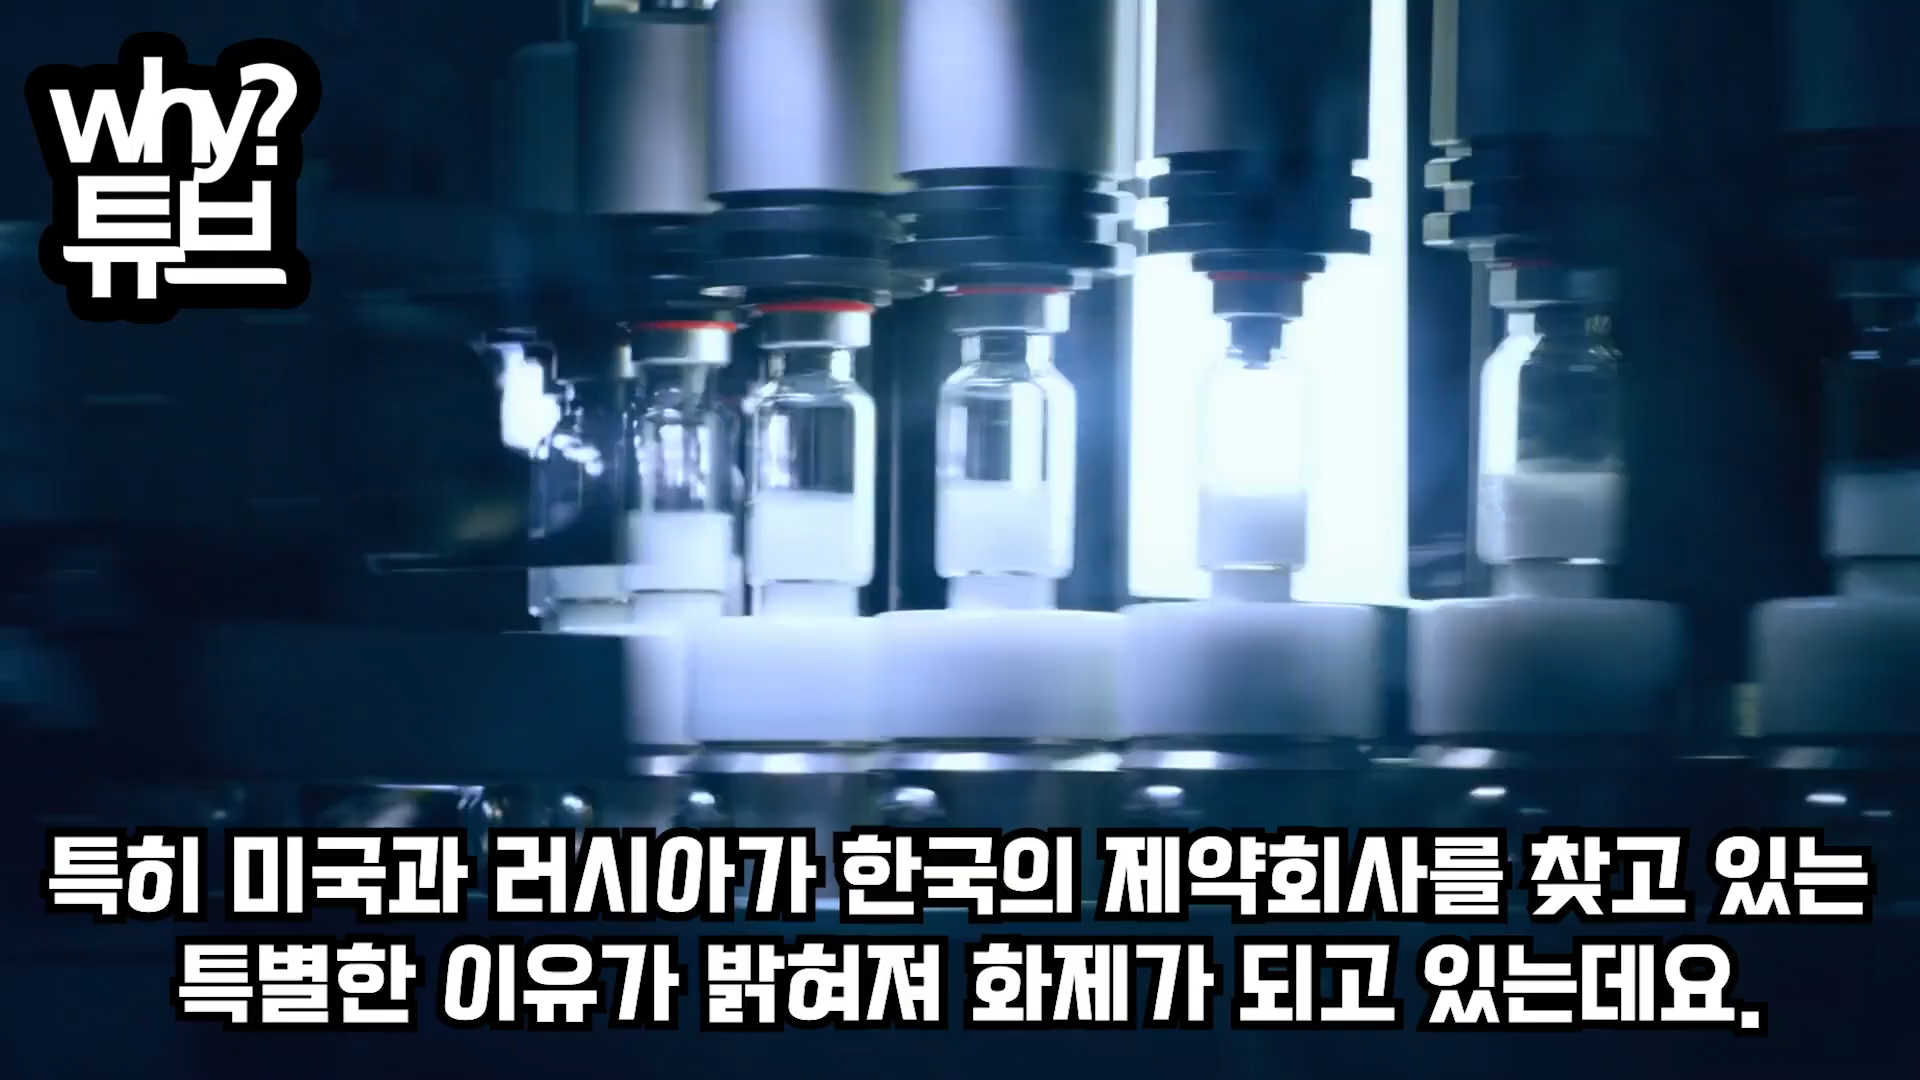 why?
튜브
특히 미국과 러시아가 한국의 제약회사를 찾고 있는
특별한 이유가 밝혀져 화제가 되고 있는데요.